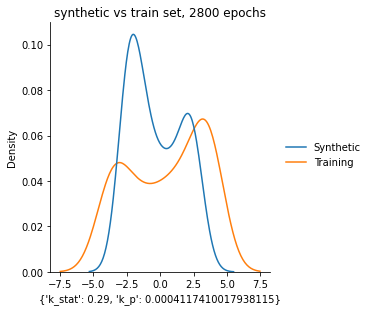 synthetic vs train set, 2800 epochs
0.10
0.08
0.06
0.04
0.02
0.00
Density
Synthetic
Training
−7.5 −5.0 −2.5 0.0 2.5 5.0 7.5
{'k_stat': 0.29, 'k_p': 0.0004117410017938115}